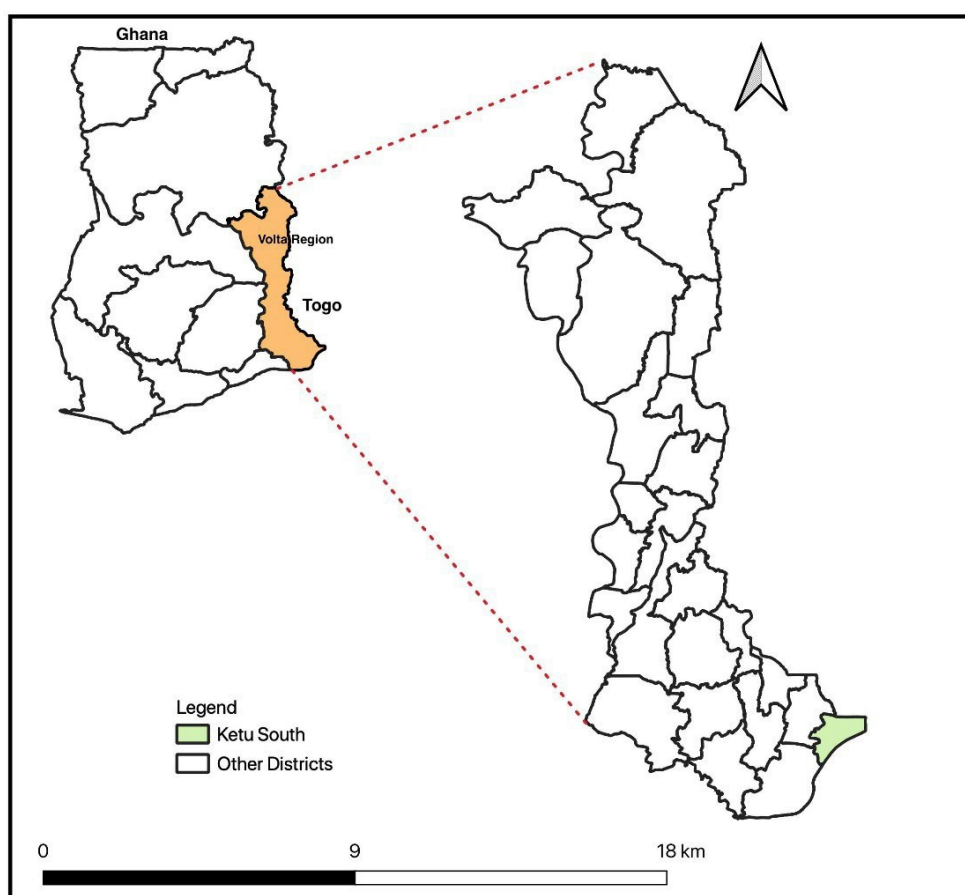 Ghana
Volta Region
Togo
Legend
Ketu South
Other Districts
0 9 18 km